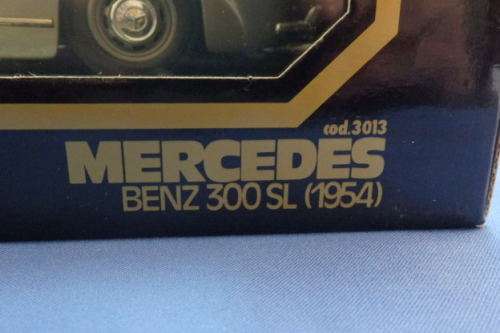 cod.3013
MERCEDES
BENZ 300 SL (1954)